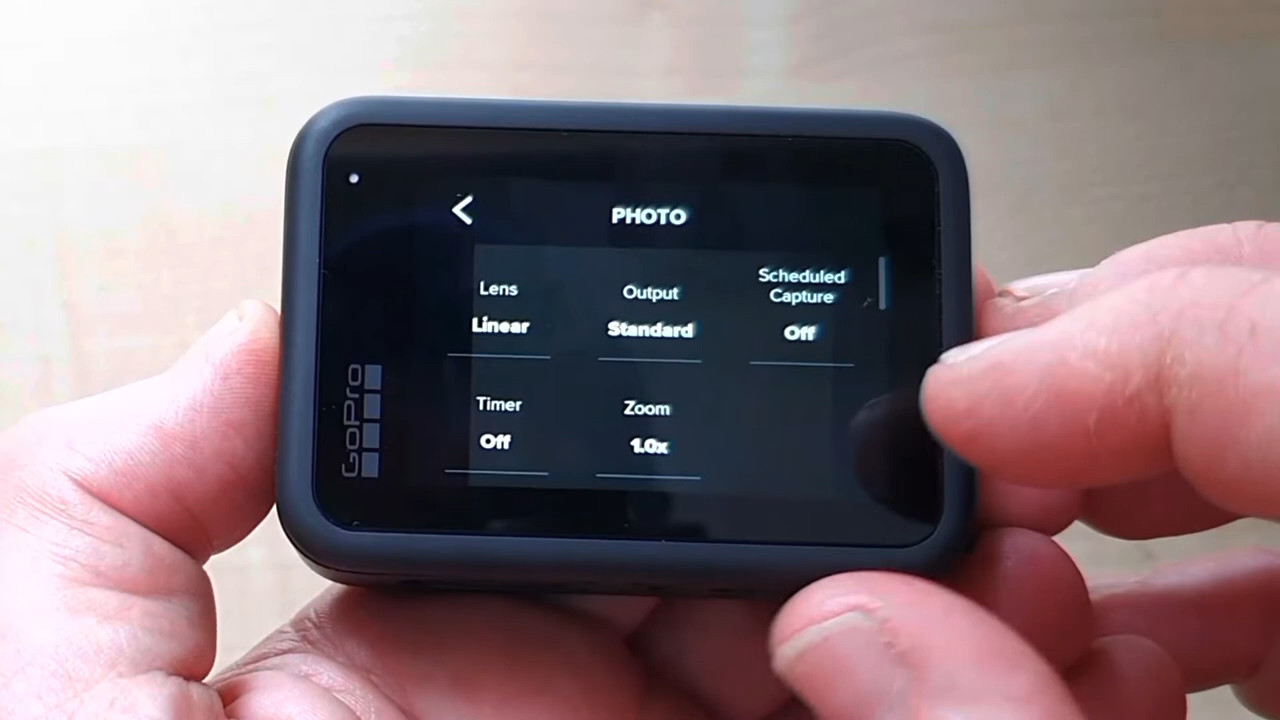 PHOTO
Lens
Output
Scheduled
Capture
Linear
Standard
Off
Timer
Zoom
Off
1.0x
GoPro